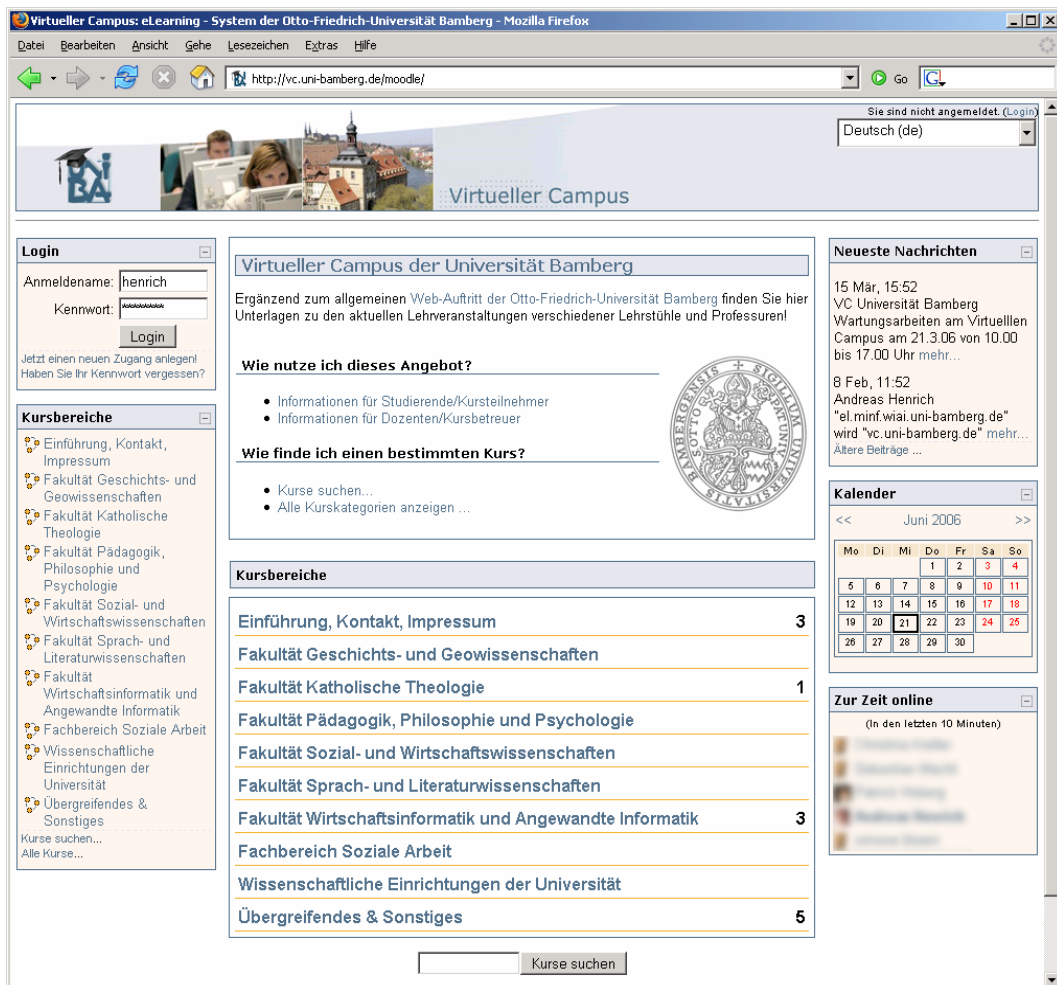 Virtueller Campus: eLearning - System der Otto-Friedrich-Universität Bamberg - Mozilla Firefox
Datei Bearbeiten Ansicht Gehe Lesezeichen Extras Hilfe
http://vc.uni-bamberg.de/moodle/ Go G
Sie sind nicht angemeldet. (Login)
Deutsch (de)
UNI BA
Virtueller Campus
Login
Anmeldename: henrich
Kennwort: ********
Login
Jetzt einen neuen Zugang anlegen!
Haben Sie Ihr Kennwort vergessen?
Kursbereiche
Einführung, Kontakt,
Impressum
Fakultät Geschichts- und
Geowissenschaften
Fakultät Katholische
Theologie
Fakultät Pädagogik,
Philosophie und
Psychologie
Fakultät Sozial- und
Wirtschaftswissenschaften
Fakultät Sprach- und
Literaturwissenschaften
Fakultät
Wirtschaftsinformatik und
Angewandte Informatik
Fachbereich Soziale Arbeit
Wissenschaftliche
Einrichtungen der
Universität
Übergreifendes &
Sonstiges
Kurse suchen...
Alle Kurse...
Virtueller Campus der Universität Bamberg
Ergänzend zum allgemeinen Web-Auftritt der Otto-Friedrich-Universität Bamberg finden Sie hier
Unterlagen zu den aktuellen Lehrveranstaltungen verschiedener Lehrstühle und Professuren!
Wie nutze ich dieses Angebot?
• Informationen für Studierende/Kursteilnehmer
• Informationen für Dozenten/Kursbetreuer
Wie finde ich einen bestimmten Kurs?
• Kurse suchen...
• Alle Kurskategorien anzeigen ...
Kursbereiche
Einführung, Kontakt, Impressum 3
Fakultät Geschichts- und Geowissenschaften
Fakultät Katholische Theologie 1
Fakultät Pädagogik, Philosophie und Psychologie
Fakultät Sozial- und Wirtschaftswissenschaften
Fakultät Sprach- und Literaturwissenschaften
Fakultät Wirtschaftsinformatik und Angewandte Informatik 3
Fachbereich Soziale Arbeit
Wissenschaftliche Einrichtungen der Universität
Übergreifendes & Sonstiges 5
Kurse suchen
Neueste Nachrichten
15 Mär, 15:52
VC Universität Bamberg
Wartungsarbeiten am Virtuelllen
Campus am 21.3.06 von 10.00
bis 17.00 Uhr mehr...
8 Feb, 11:52
Andreas Henrich
"el.minf.wiai.uni-bamberg.de"
wird "vc.uni-bamberg.de" mehr...
Ältere Beiträge ...
Kalender
<< Juni 2006 >>
Mo Di Mi Do Fr Sa So
1 2 3 4
5 6 7 8 9 10 11
12 13 14 15 16 17 18
19 20 21 22 23 24 25
26 27 28 29 30
Zur Zeit online
(In den letzten 10 Minuten)